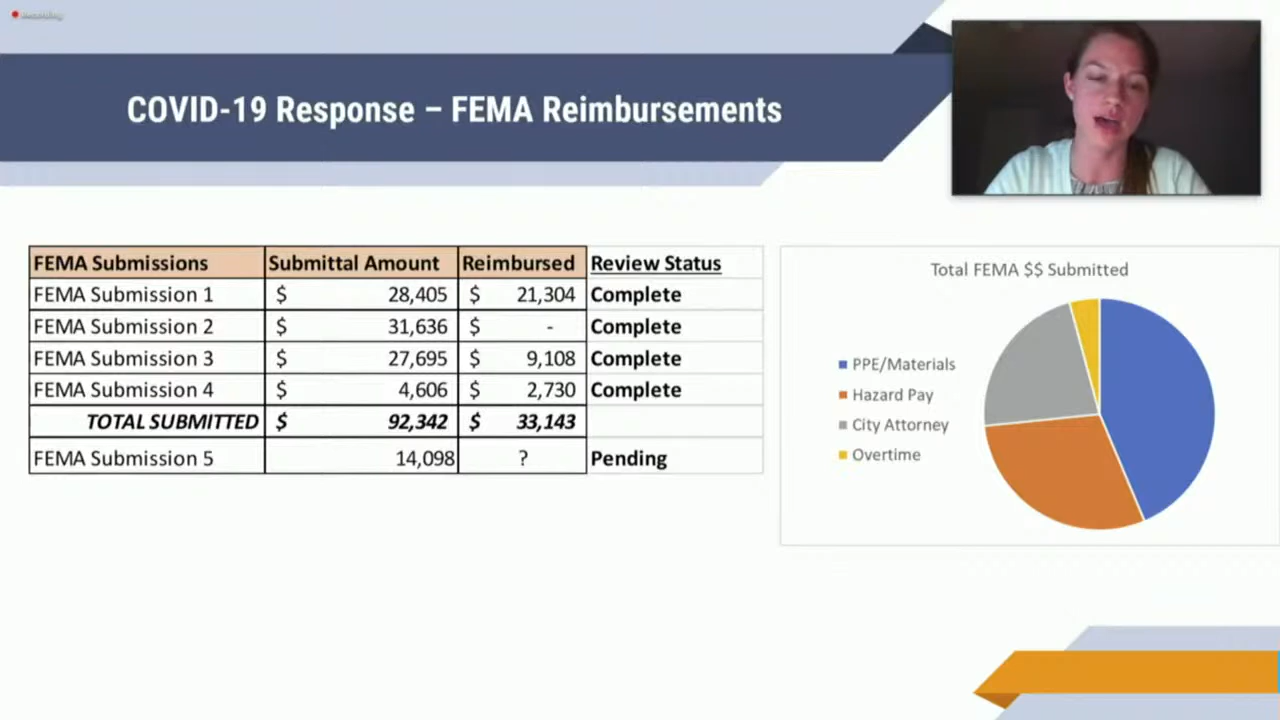 Recording
COVID-19 Response – FEMA Reimbursements
FEMA Submissions Submittal Amount Reimbursed Review Status
FEMA Submission 1 $ 28,405 $ 21,304 Complete
FEMA Submission 2 $ 31,636 $ - Complete
FEMA Submission 3 $ 27,695 $ 9,108 Complete
FEMA Submission 4 $ 4,606 $ 2,730 Complete
TOTAL SUBMITTED $ 92,342 $ 33,143
FEMA Submission 5 14,098 ? Pending
Total FEMA $$ Submitted
PPE/Materials
Hazard Pay
City Attorney
Overtime